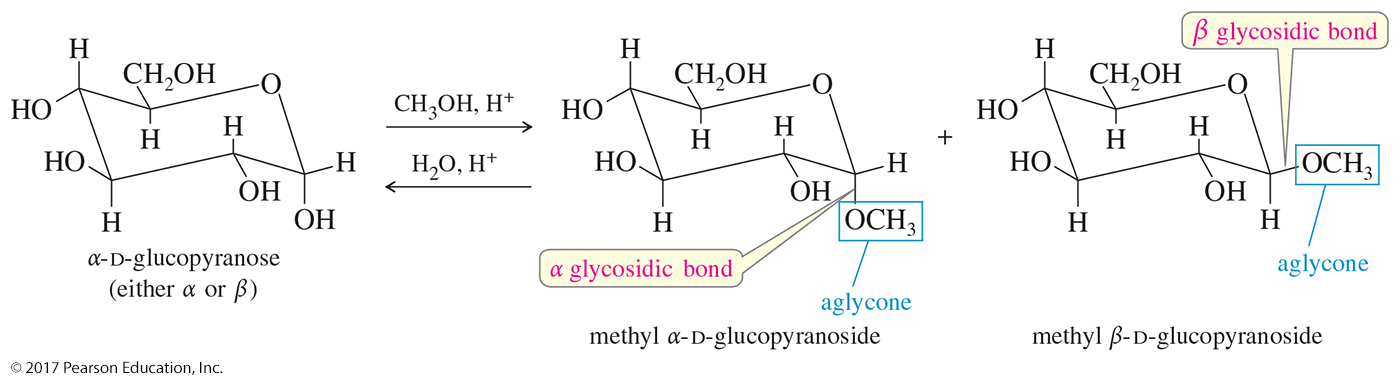 H
CH₂OH
O
HO
H
H
HO
H
OH
H
OH
α-D-glucopyranose
(either α or β)
CH₃OH, H⁺
H₂O, H⁺
H
CH₂OH
O
HO
H
H
HO
H
OH
H
OCH₃
α glycosidic bond
aglycone
methyl α-D-glucopyranoside
+
β glycosidic bond
H
CH₂OH
O
HO
H
H
HO
OCH₃
OH
H
H
aglycone
methyl β-D-glucopyranoside
© 2017 Pearson Education, Inc.